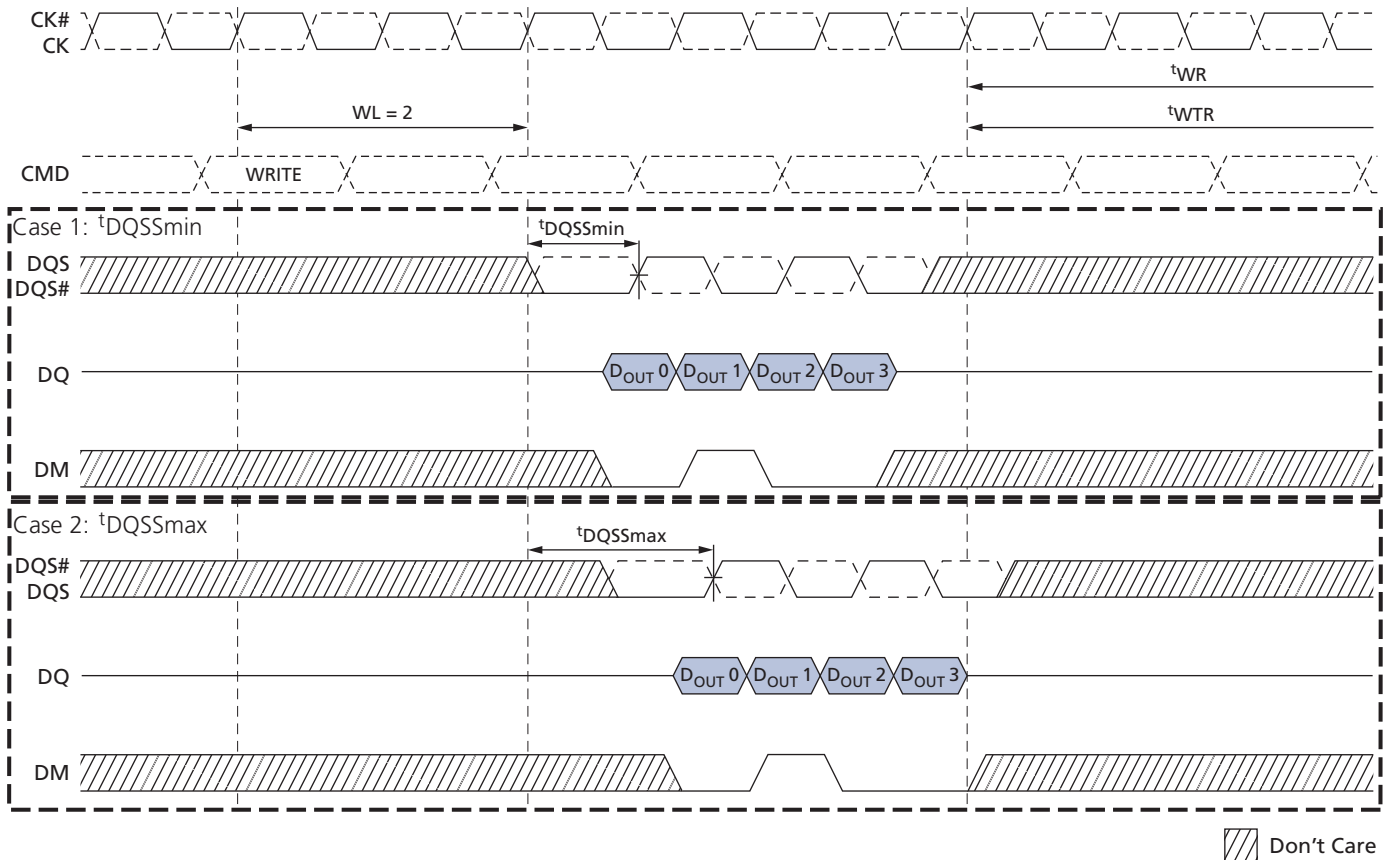 CK#
CK
tWR
WL = 2
tWTR
CMD
WRITE
Case 1: tDQSSmin
tDQSSmin
DQS
DQS#
DQ
DOUT 0 DOUT 1 DOUT 2 DOUT 3
DM
Case 2: tDQSSmax
tDQSSmax
DQS#
DQS
DQ
DOUT 0 DOUT 1 DOUT 2 DOUT 3
DM
Don't Care